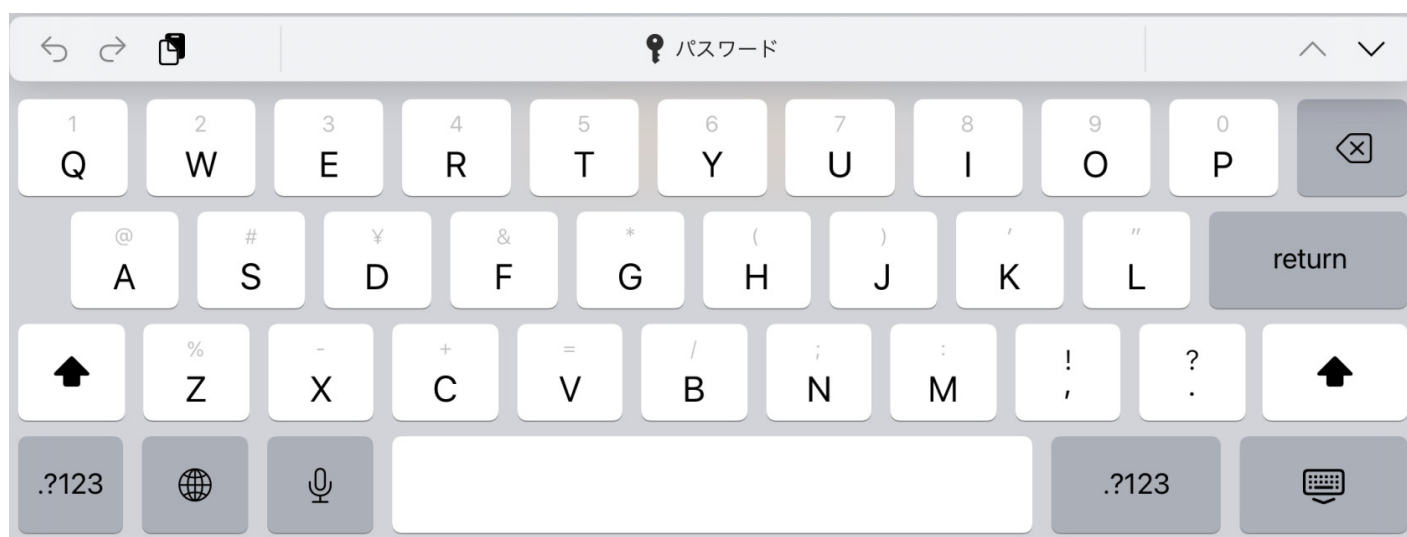 パスワード
1 2 3 4 5 6 7 8 9 0
Q W E R T Y U I O P
@ # ¥ & * ( ) ' "
A S D F G H J K L return
% - + = / ; : ! ?
Z X C V B N M , .
.?123 .?123